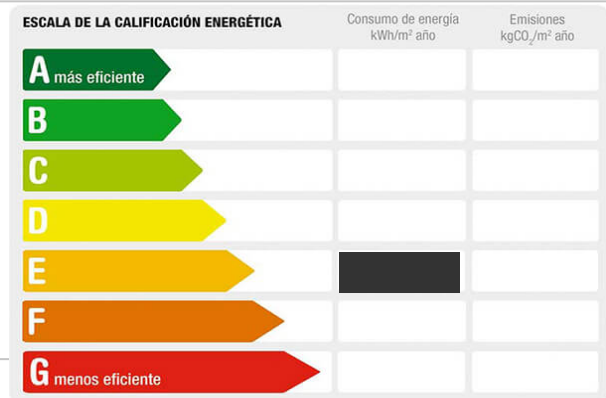 ESCALA DE LA CALIFICACIÓN ENERGÉTICA
Consumo de energía
kWh/m² año
Emisiones
kgCO₂/m² año
A más eficiente
B
C
D
E
F
G menos eficiente